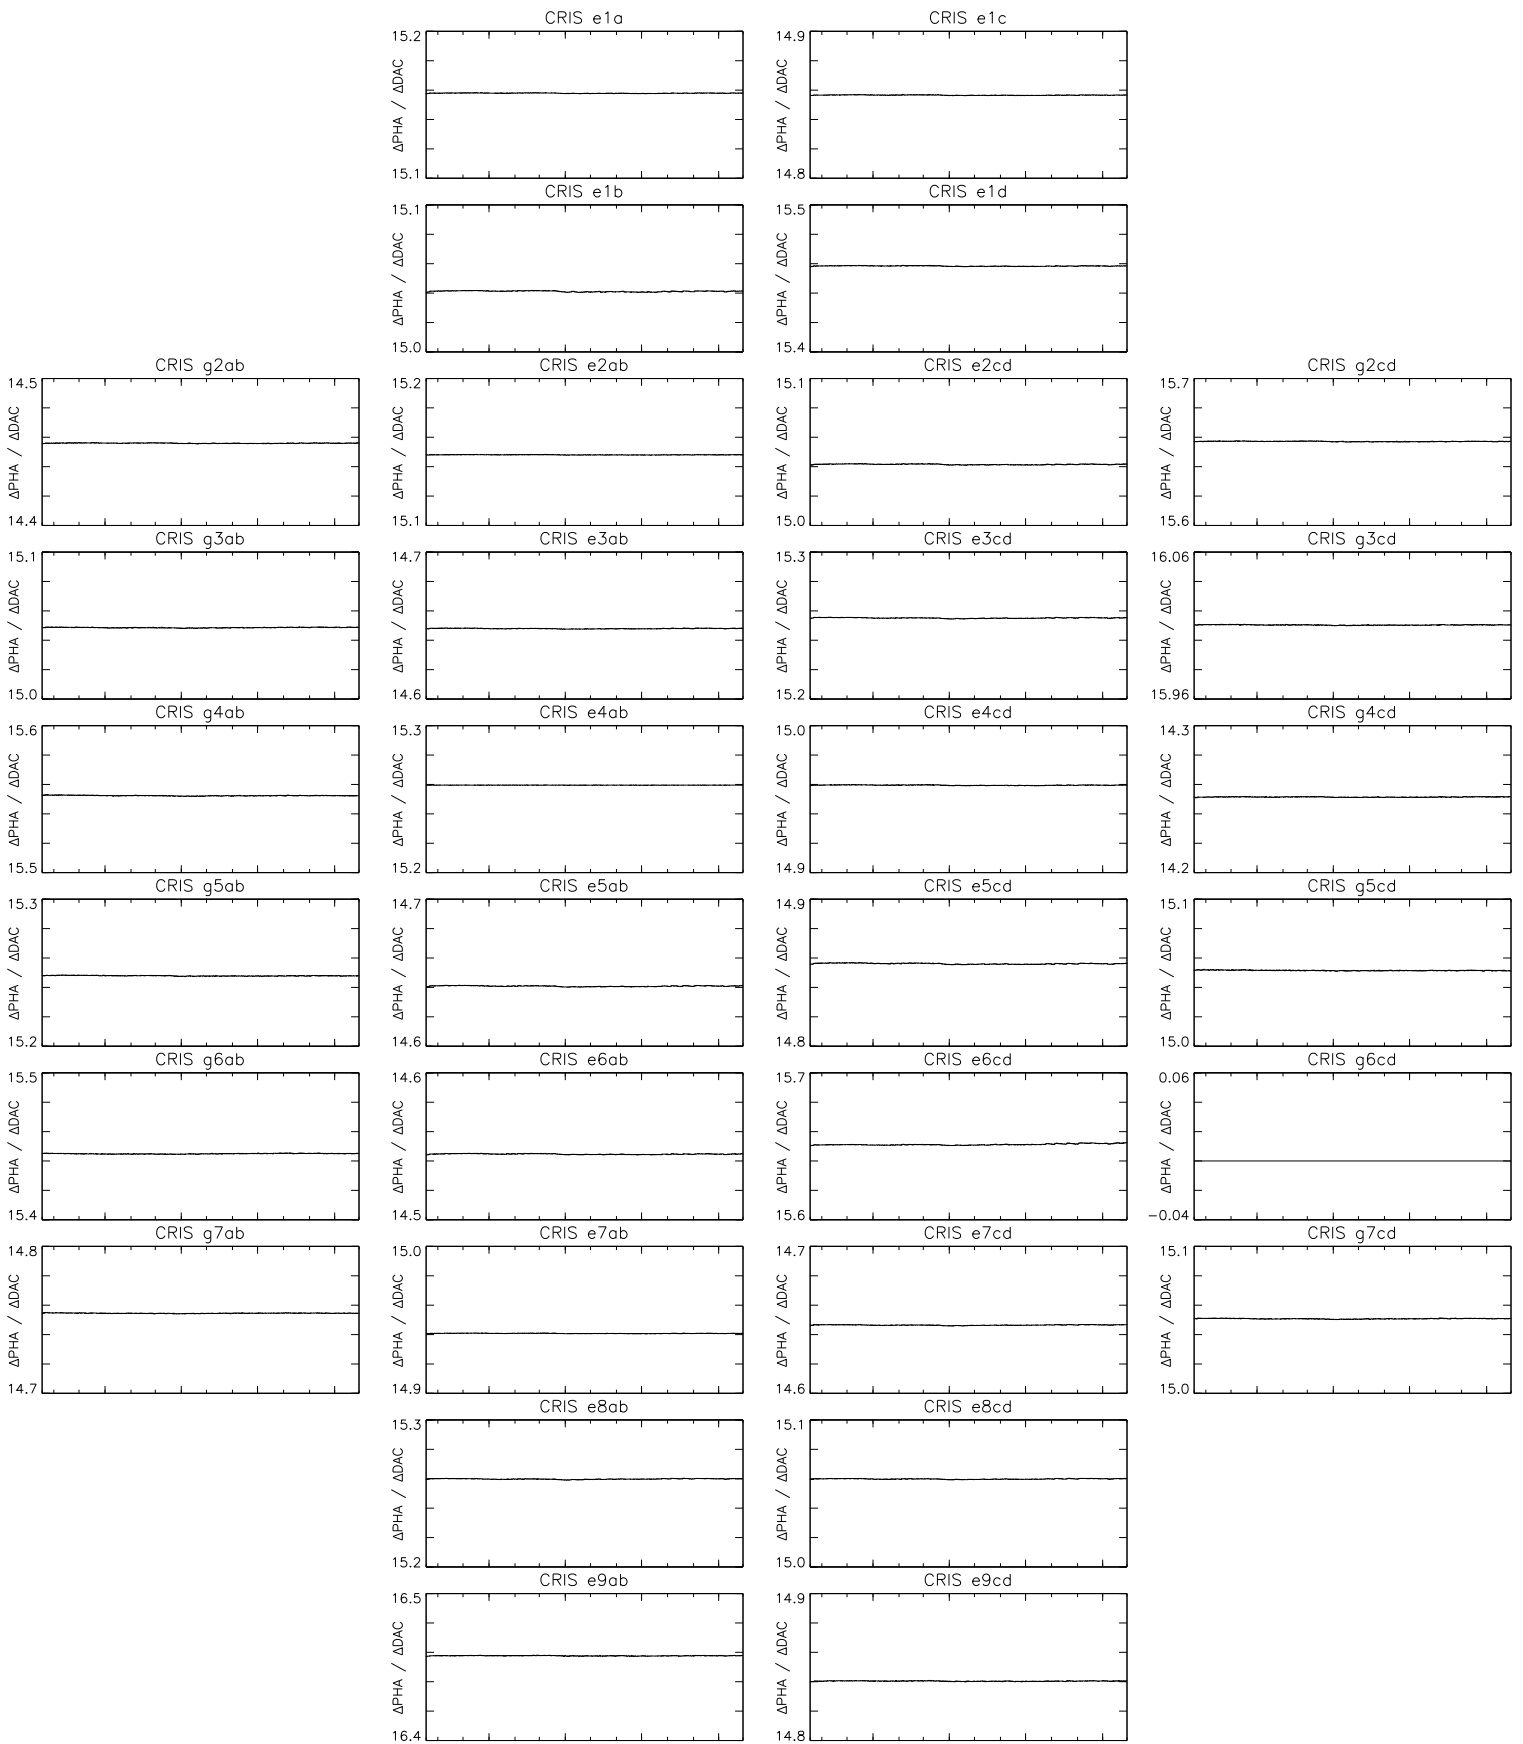 CRIS e1a CRIS e1c
15.2 14.9
ΔPHA / ΔDAC ΔPHA / ΔDAC
15.1 14.8
CRIS e1b CRIS e1d
15.1 15.5
ΔPHA / ΔDAC ΔPHA / ΔDAC
15.0 15.4
CRIS g2ab CRIS e2ab CRIS e2cd CRIS g2cd
14.5 15.2 15.1 15.7
ΔPHA / ΔDAC ΔPHA / ΔDAC ΔPHA / ΔDAC ΔPHA / ΔDAC
14.4 15.1 15.0 15.6
CRIS g3ab CRIS e3ab CRIS e3cd CRIS g3cd
15.1 14.7 15.3 16.06
ΔPHA / ΔDAC ΔPHA / ΔDAC ΔPHA / ΔDAC ΔPHA / ΔDAC
15.0 14.6 15.2 15.96
CRIS g4ab CRIS e4ab CRIS e4cd CRIS g4cd
15.6 15.3 15.0 14.3
ΔPHA / ΔDAC ΔPHA / ΔDAC ΔPHA / ΔDAC ΔPHA / ΔDAC
15.5 15.2 14.9 14.2
CRIS g5ab CRIS e5ab CRIS e5cd CRIS g5cd
15.3 14.7 14.9 15.1
ΔPHA / ΔDAC ΔPHA / ΔDAC ΔPHA / ΔDAC ΔPHA / ΔDAC
15.2 14.6 14.8 15.0
CRIS g6ab CRIS e6ab CRIS e6cd CRIS g6cd
15.5 14.6 15.7 0.06
ΔPHA / ΔDAC ΔPHA / ΔDAC ΔPHA / ΔDAC ΔPHA / ΔDAC
15.4 14.5 15.6 −0.04
CRIS g7ab CRIS e7ab CRIS e7cd CRIS g7cd
14.8 15.0 14.7 15.1
ΔPHA / ΔDAC ΔPHA / ΔDAC ΔPHA / ΔDAC ΔPHA / ΔDAC
14.7 14.9 14.6 15.0
CRIS e8ab CRIS e8cd
15.3 15.1
ΔPHA / ΔDAC ΔPHA / ΔDAC
15.2 15.0
CRIS e9ab CRIS e9cd
16.5 14.9
ΔPHA / ΔDAC ΔPHA / ΔDAC
16.4 14.8